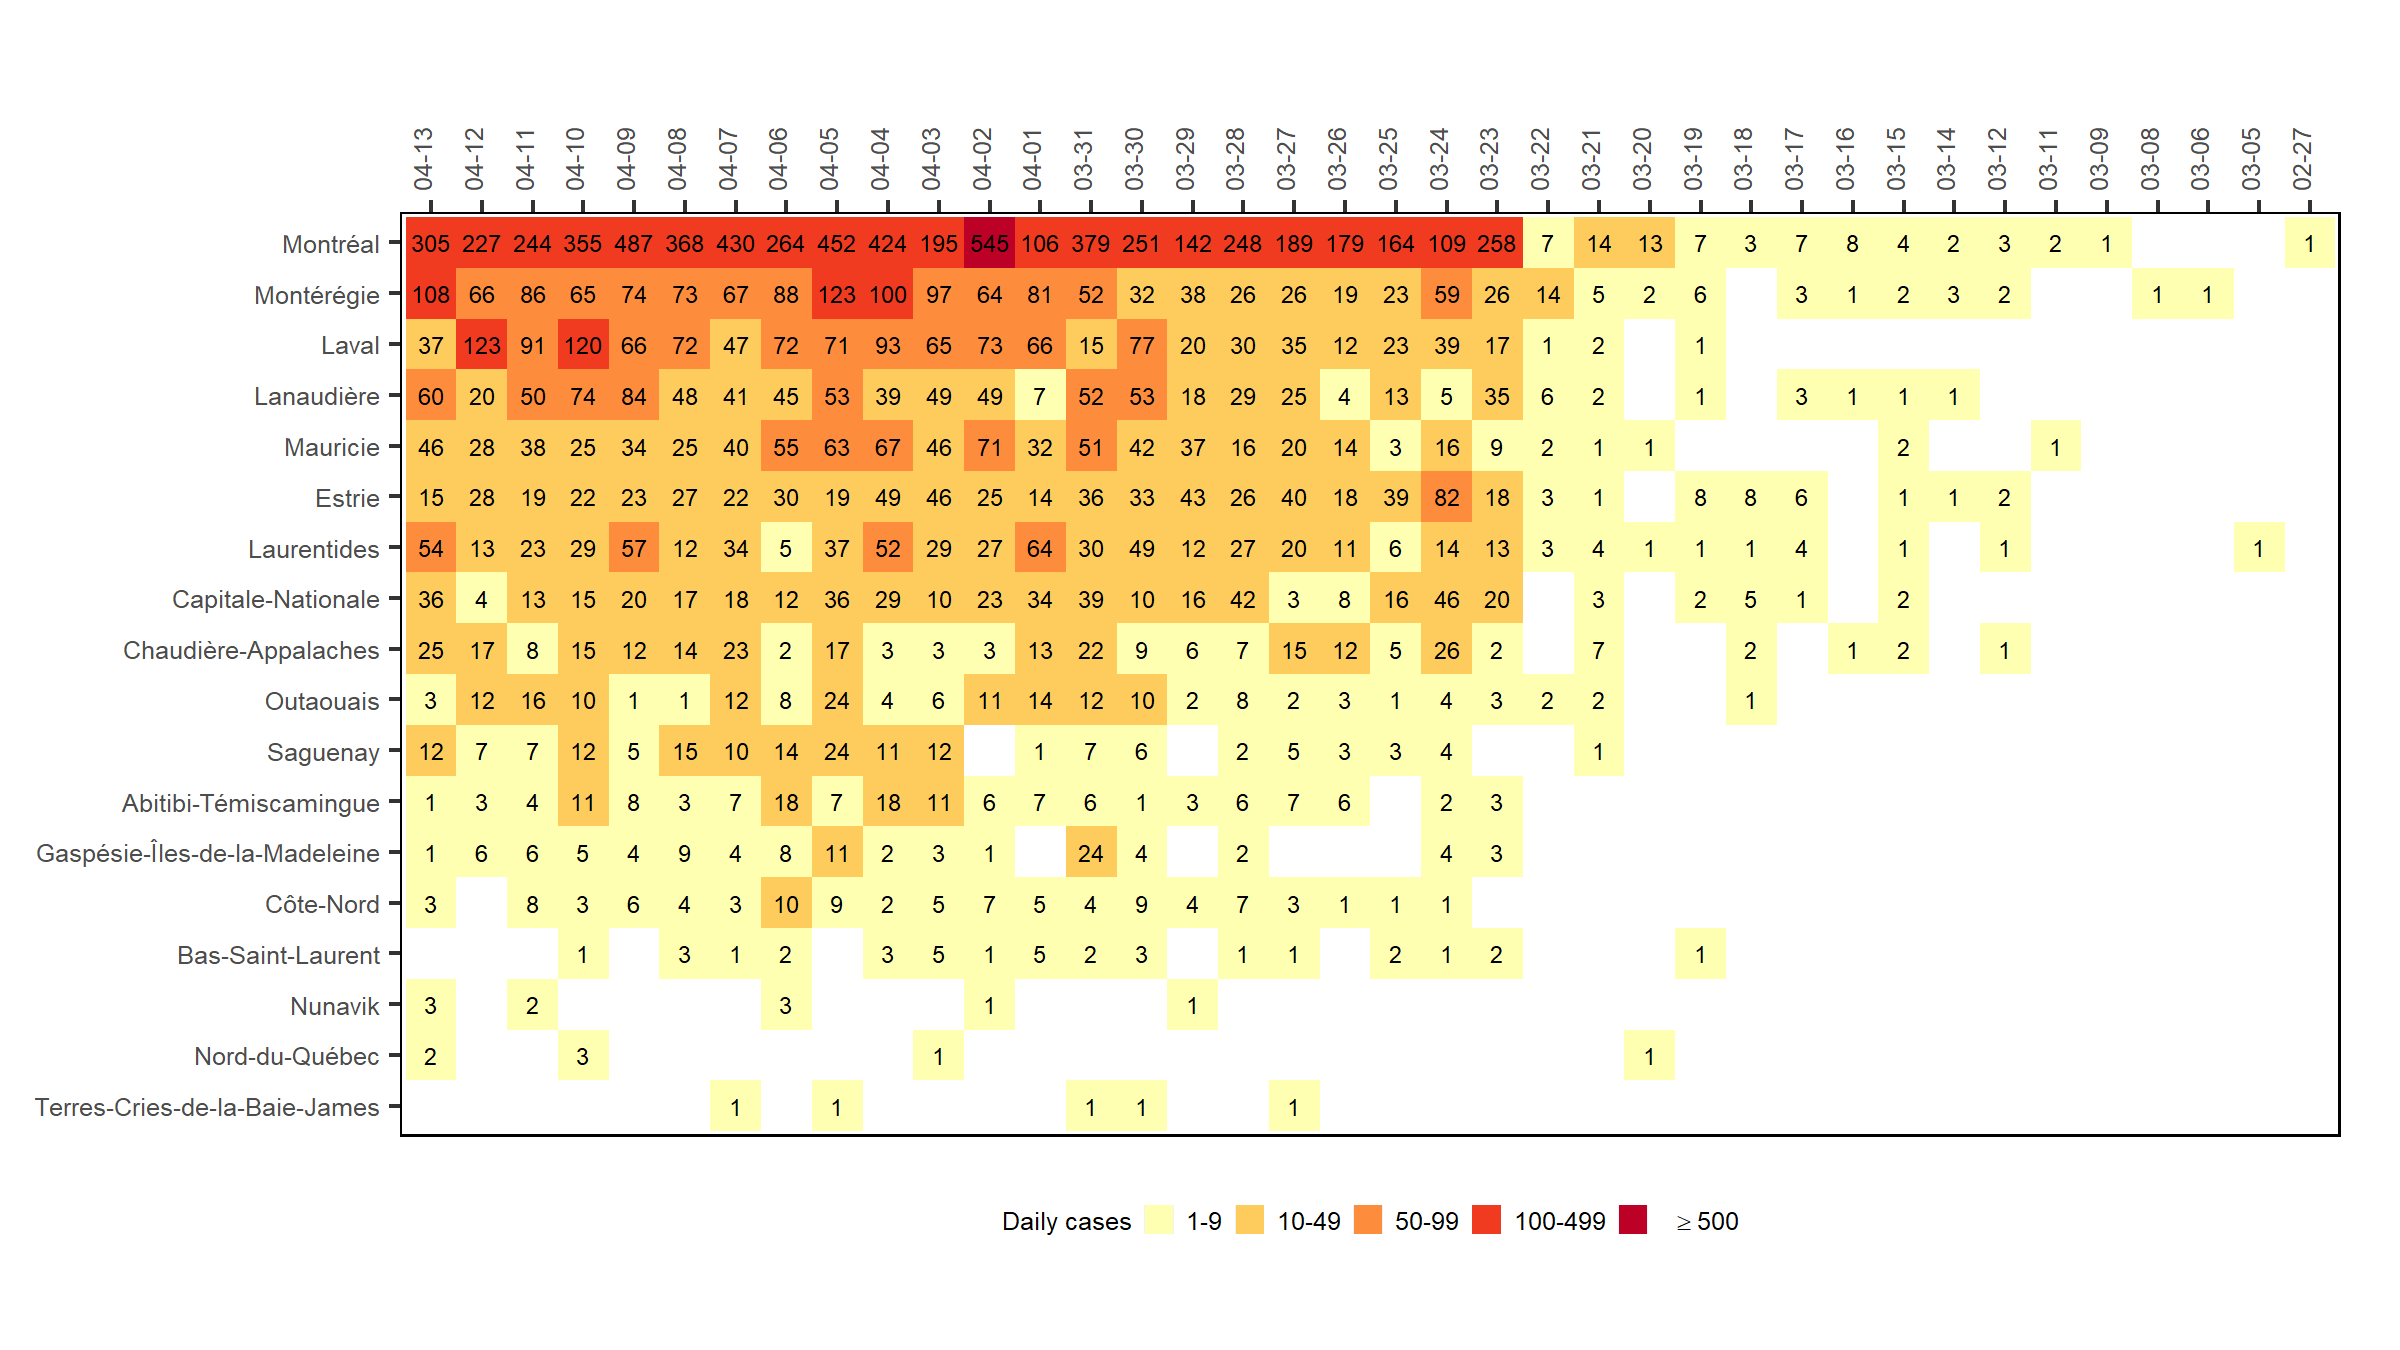 04-13 04-12 04-11 04-10 04-09 04-08 04-07 04-06 04-05 04-04 04-03 04-02 04-01 03-31 03-30 03-29 03-28 03-27 03-26 03-25 03-24 03-23 03-22 03-21 03-20 03-19 03-18 03-17 03-16 03-15 03-14 03-12 03-11 03-09 03-08 03-06 03-05 02-27
Montréal 305 227 244 355 487 368 430 264 452 424 195 545 106 379 251 142 248 189 179 164 109 258 7 14 13 7 3 7 8 4 2 3 2 1 1
Montérégie 108 66 86 65 74 73 67 88 123 100 97 64 81 52 32 38 26 26 19 23 59 26 14 5 2 6 3 1 2 3 2 1 1
Laval 37 123 91 120 66 72 47 72 71 93 65 73 66 15 77 20 30 35 12 23 39 17 1 2 1
Lanaudière 60 20 50 74 84 48 41 45 53 39 49 49 7 52 53 18 29 25 4 13 5 35 6 2 1 3 1 1 1
Mauricie 46 28 38 25 34 25 40 55 63 67 46 71 32 51 42 37 16 20 14 3 16 9 2 1 1 2 1
Estrie 15 28 19 22 23 27 22 30 19 49 46 25 14 36 33 43 26 40 18 39 82 18 3 1 8 8 6 1 1 2
Laurentides 54 13 23 29 57 12 34 5 37 52 29 27 64 30 49 12 27 20 11 6 14 13 3 4 1 1 1 4 1 1 1
Capitale-Nationale 36 4 13 15 20 17 18 12 36 29 10 23 34 39 10 16 42 3 8 16 46 20 3 2 5 1 2
Chaudière-Appalaches 25 17 8 15 12 14 23 2 17 3 3 3 13 22 9 6 7 15 12 5 26 2 7 2 1 2 1
Outaouais 3 12 16 10 1 1 12 8 24 4 6 11 14 12 10 2 8 2 3 1 4 3 2 2 1
Saguenay 12 7 7 12 5 15 10 14 24 11 12 1 7 6 2 5 3 3 4 1
Abitibi-Témiscamingue 1 3 4 11 8 3 7 18 7 18 11 6 7 6 1 3 6 7 6 2 3
Gaspésie-Îles-de-la-Madeleine 1 6 6 5 4 9 4 8 11 2 3 1 24 4 2 4 3
Côte-Nord 3 8 3 6 4 3 10 9 2 5 7 5 4 9 4 7 3 1 1 1
Bas-Saint-Laurent 1 3 1 2 3 5 1 5 2 3 1 1 2 1 2 1
Nunavik 3 2 3 1 1
Nord-du-Québec 2 3 1 1
Terres-Cries-de-la-Baie-James 1 1 1 1 1
Daily cases 1-9 10-49 50-99 100-499 ≥ 500